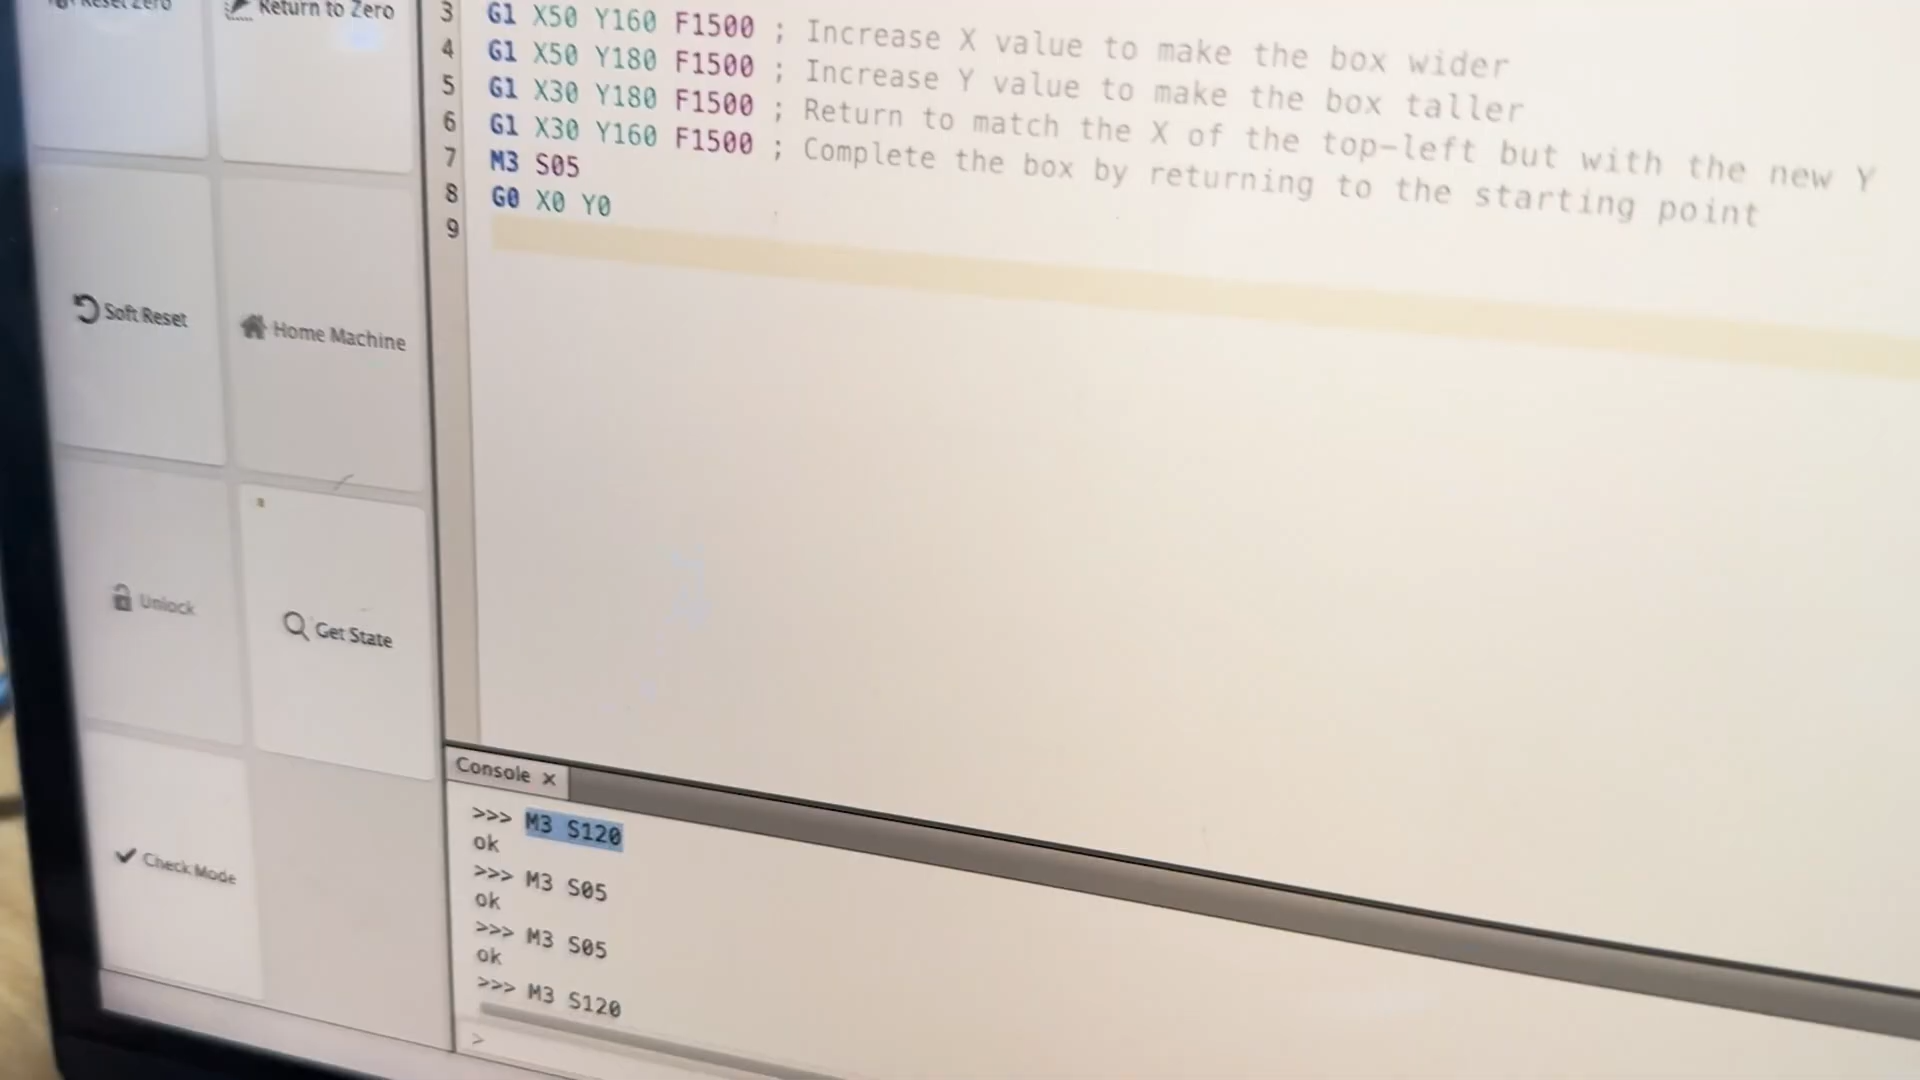 Reset Zero
Return to Zero
Soft Reset
Home Machine
Unlock
Get State
Check Mode
3 G1 X50 Y160 F1500 ; Increase X value to make the box wider
4 G1 X50 Y180 F1500 ; Increase Y value to make the box taller
5 G1 X30 Y180 F1500 ; Return to match the X of the top-left but with the new Y
6 G1 X30 Y160 F1500 ; Complete the box by returning to the starting point
7 M3 S05
8 G0 X0 Y0
9
Console ×
>>> M3 S120
ok
>>> M3 S05
ok
>>> M3 S05
ok
>>> M3 S120
>